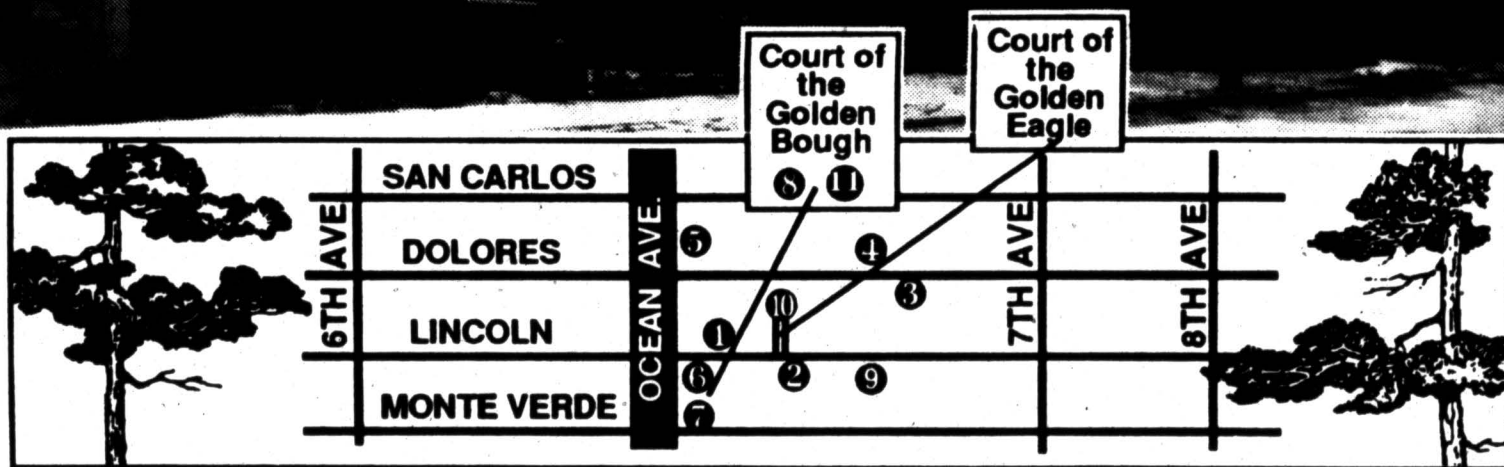 Court of
the
Golden
Bough
8 11
Court of
the
Golden
Eagle
SAN CARLOS
DOLORES
LINCOLN
MONTE VERDE
6TH AVE.
OCEAN AVE.
7TH AVE.
8TH AVE.
5
4
10
3
1
6
2
9
7